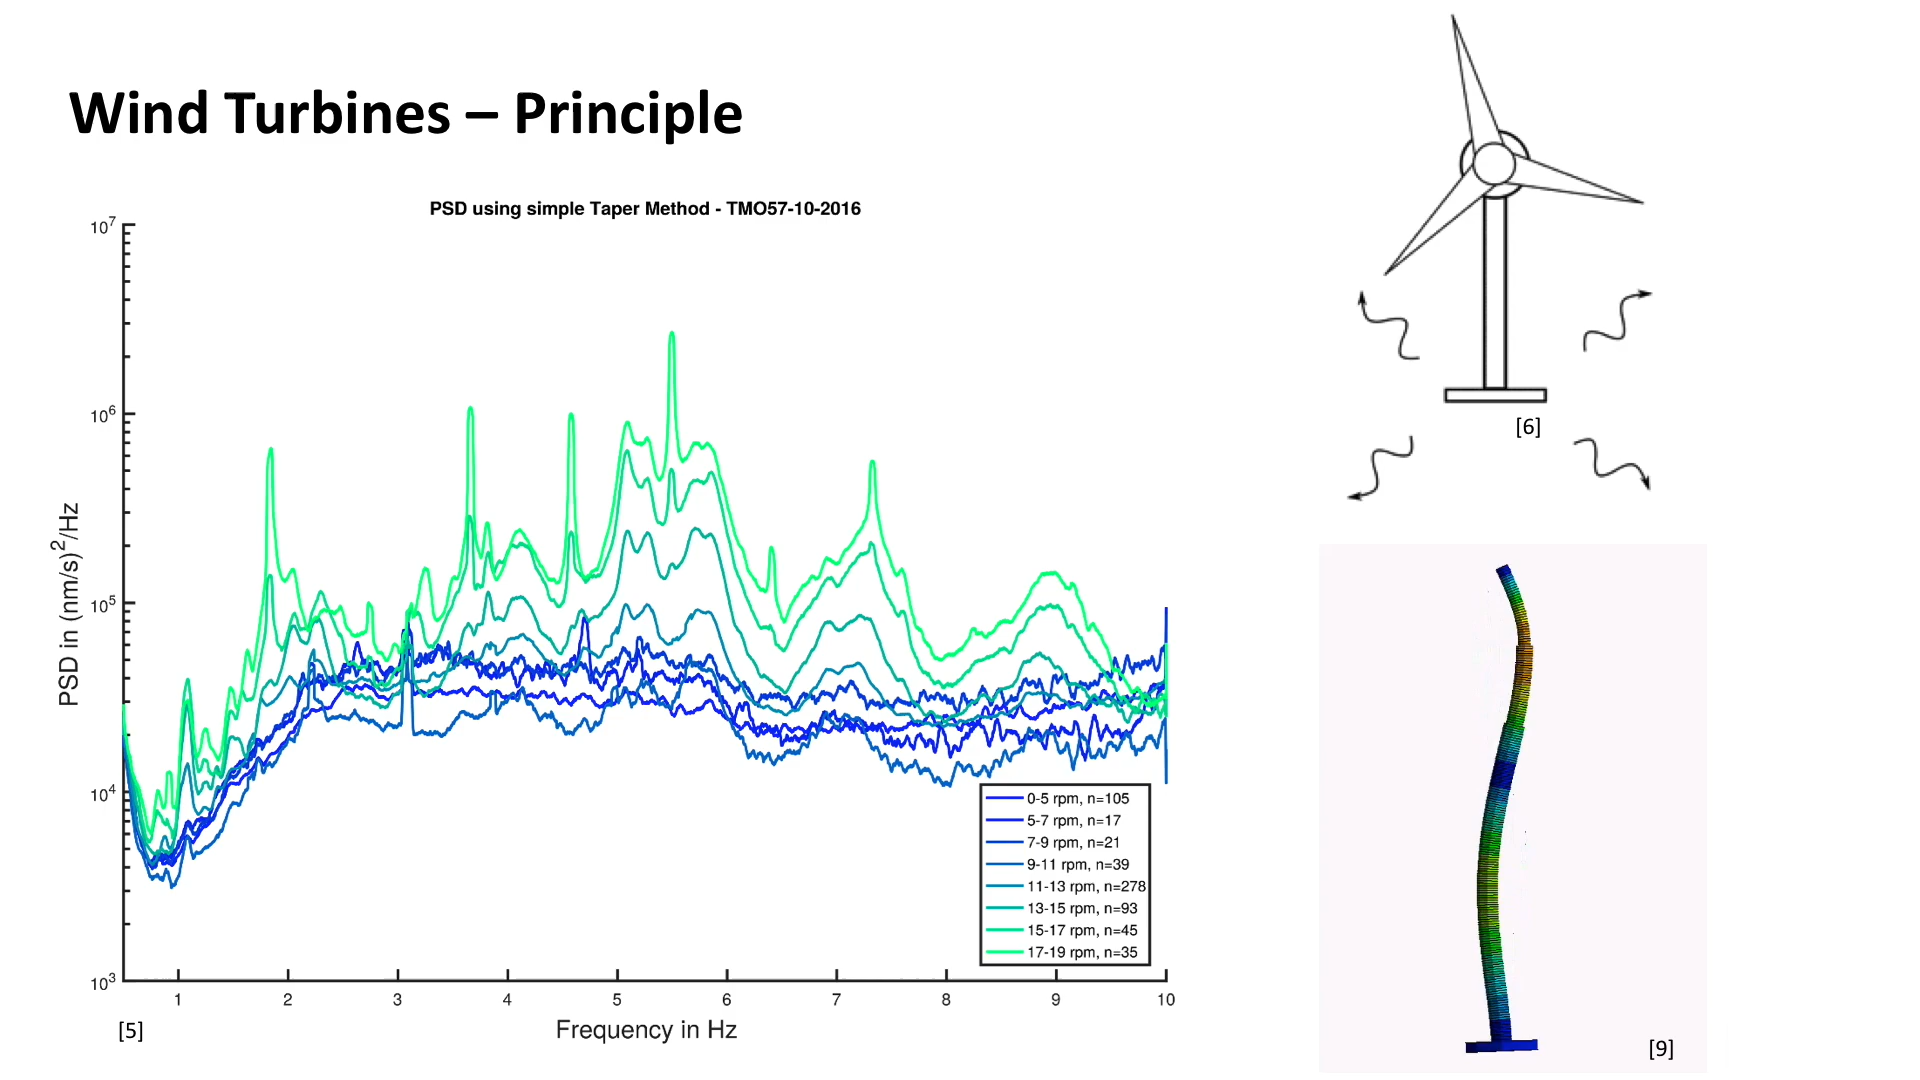 Wind Turbines – Principle
PSD using simple Taper Method - TMO57-10-2016
10^7
10^6
10^5
10^4
10^3
PSD in (nm/s)^2/Hz
1 2 3 4 5 6 7 8 9 10
Frequency in Hz
0-5 rpm, n=105
5-7 rpm, n=17
7-9 rpm, n=21
9-11 rpm, n=39
11-13 rpm, n=278
13-15 rpm, n=93
15-17 rpm, n=45
17-19 rpm, n=35
[5]
[6]
[9]